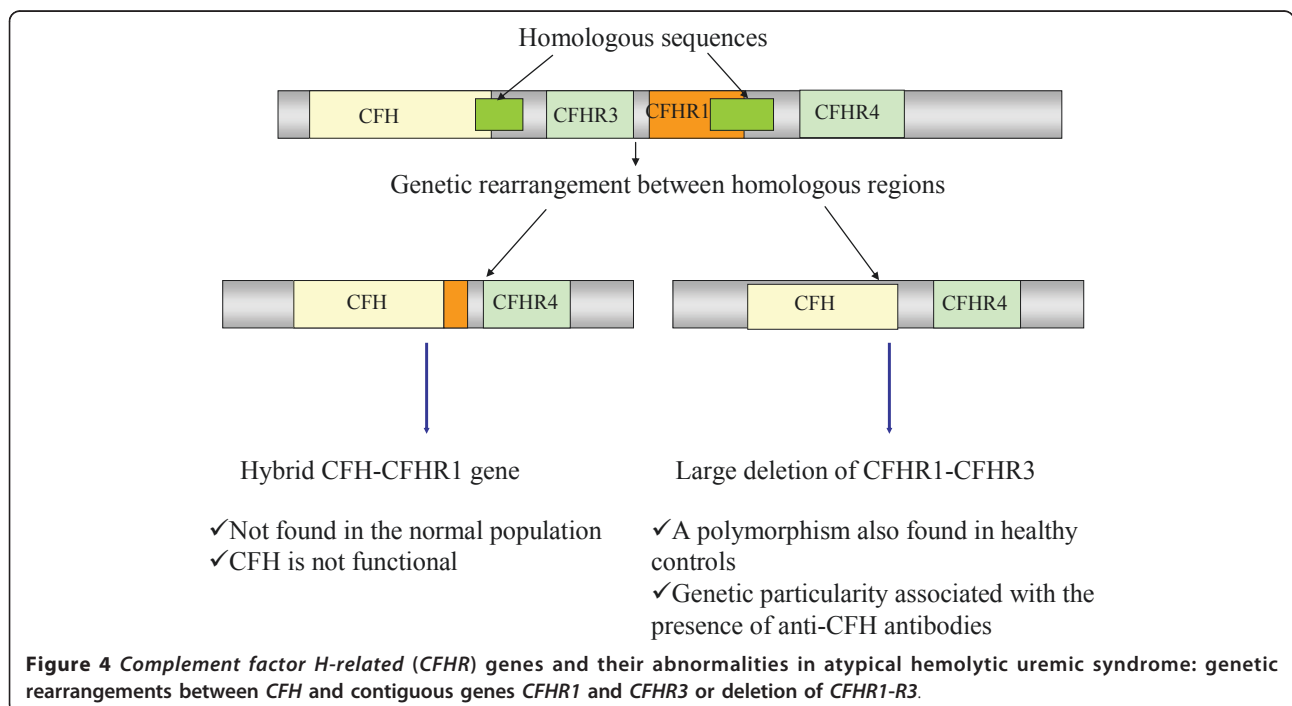 Homologous sequences
CFH
CFHR3
CFHR1
CFHR4
Genetic rearrangement between homologous regions
CFH
CFHR4
CFH
CFHR4
Hybrid CFH-CFHR1 gene
✓Not found in the normal population
✓CFH is not functional
Large deletion of CFHR1-CFHR3
✓A polymorphism also found in healthy
controls
✓Genetic particularity associated with the
presence of anti-CFH antibodies
Figure 4 Complement factor H-related (CFHR) genes and their abnormalities in atypical hemolytic uremic syndrome: genetic
rearrangements between CFH and contiguous genes CFHR1 and CFHR3 or deletion of CFHR1-R3.